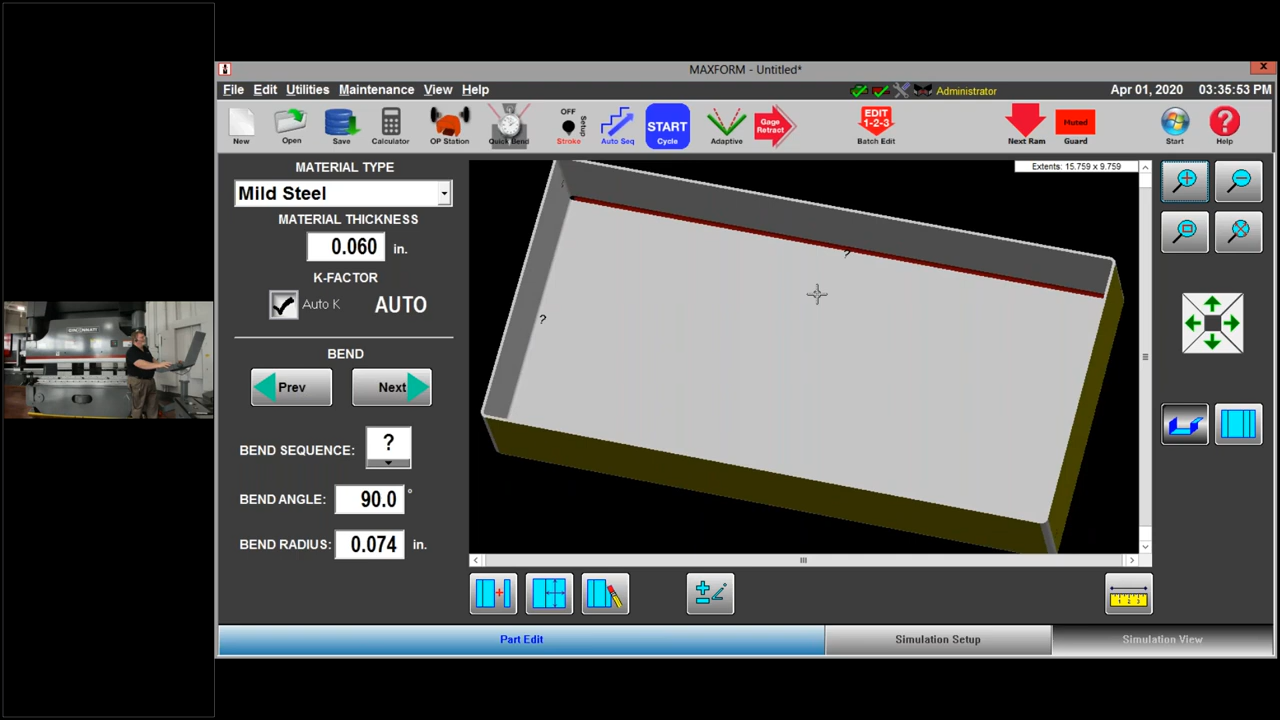 MAXFORM - Untitled*
File Edit Utilities Maintenance View Help
Administrator
Apr 01, 2020 03:35:53 PM
New
Open
Save
Calculator
OP Station
Quick Bend
OFF
Setup
Stroke
Auto Seq
START
Cycle
Adaptive
Gage
Retract
EDIT
1-2-3
Batch Edit
Next Ram
Muted
Guard
Start
Help
MATERIAL TYPE
Mild Steel
MATERIAL THICKNESS
0.060 in.
K-FACTOR
Auto K AUTO
BEND
Prev Next
BEND SEQUENCE: ?
BEND ANGLE: 90.0 °
BEND RADIUS: 0.074 in.
Extents: 15.759 x 9.759
?
?
CINCINNATI
Part Edit
Simulation Setup
Simulation View